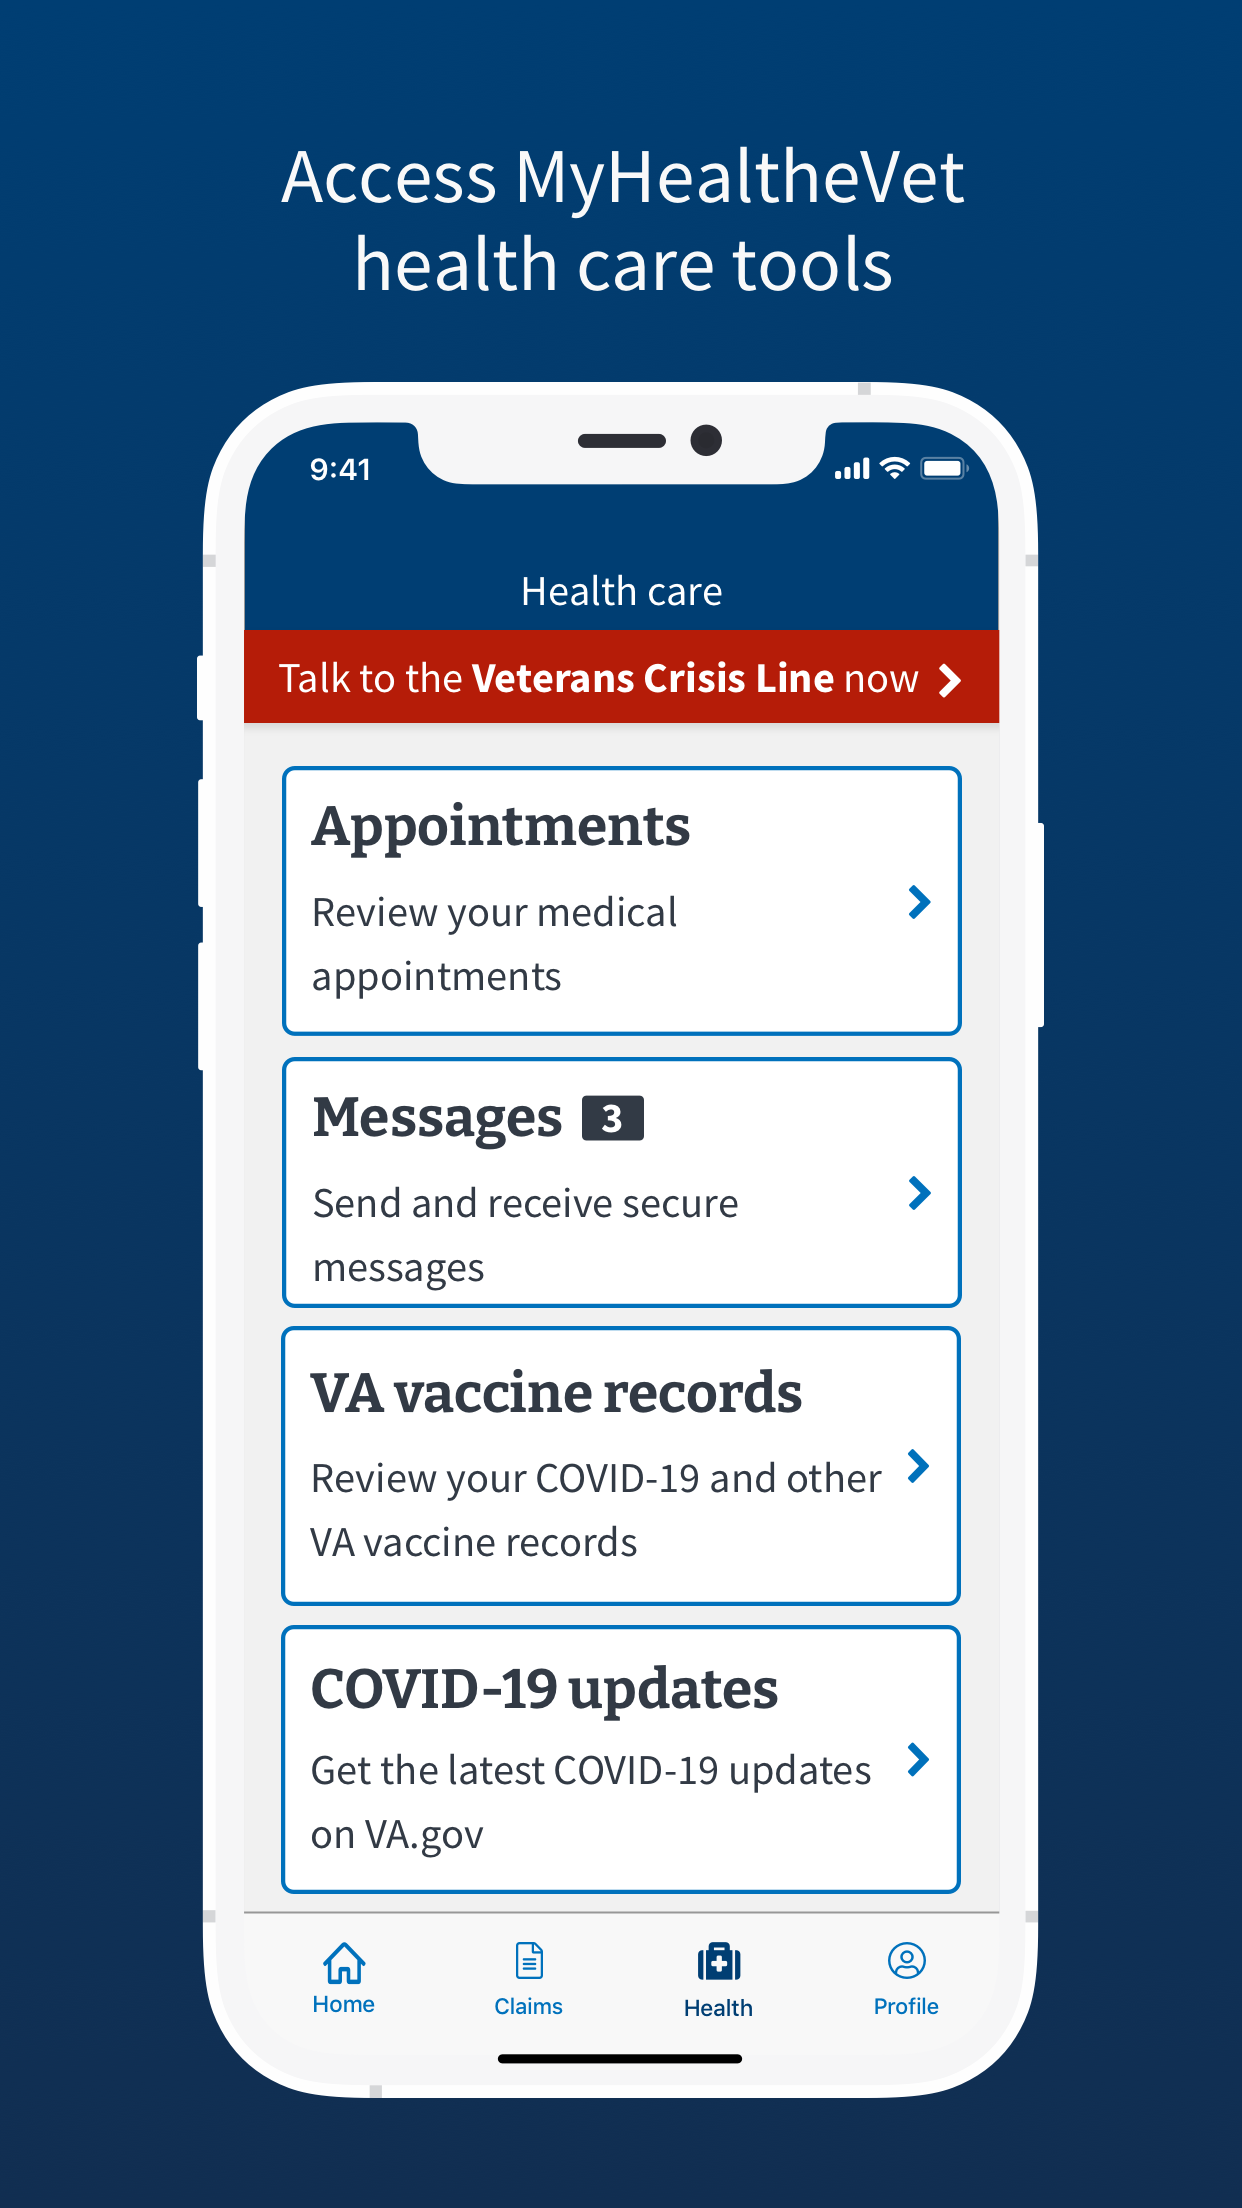 Access MyHealtheVet
health care tools
9:41
Health care
Talk to the Veterans Crisis Line now
Appointments
Review your medical
appointments
Messages 3
Send and receive secure
messages
VA vaccine records
Review your COVID-19 and other
VA vaccine records
COVID-19 updates
Get the latest COVID-19 updates
on VA.gov
Home Claims Health Profile